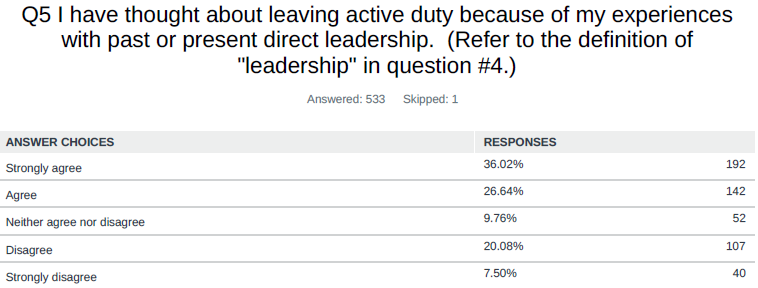 Q5 I have thought about leaving active duty because of my experiences
with past or present direct leadership.  (Refer to the definition of
"leadership" in question #4.)
Answered: 533 Skipped: 1
ANSWER CHOICES RESPONSES
Strongly agree 36.02% 192
Agree 26.64% 142
Neither agree nor disagree 9.76% 52
Disagree 20.08% 107
Strongly disagree 7.50% 40